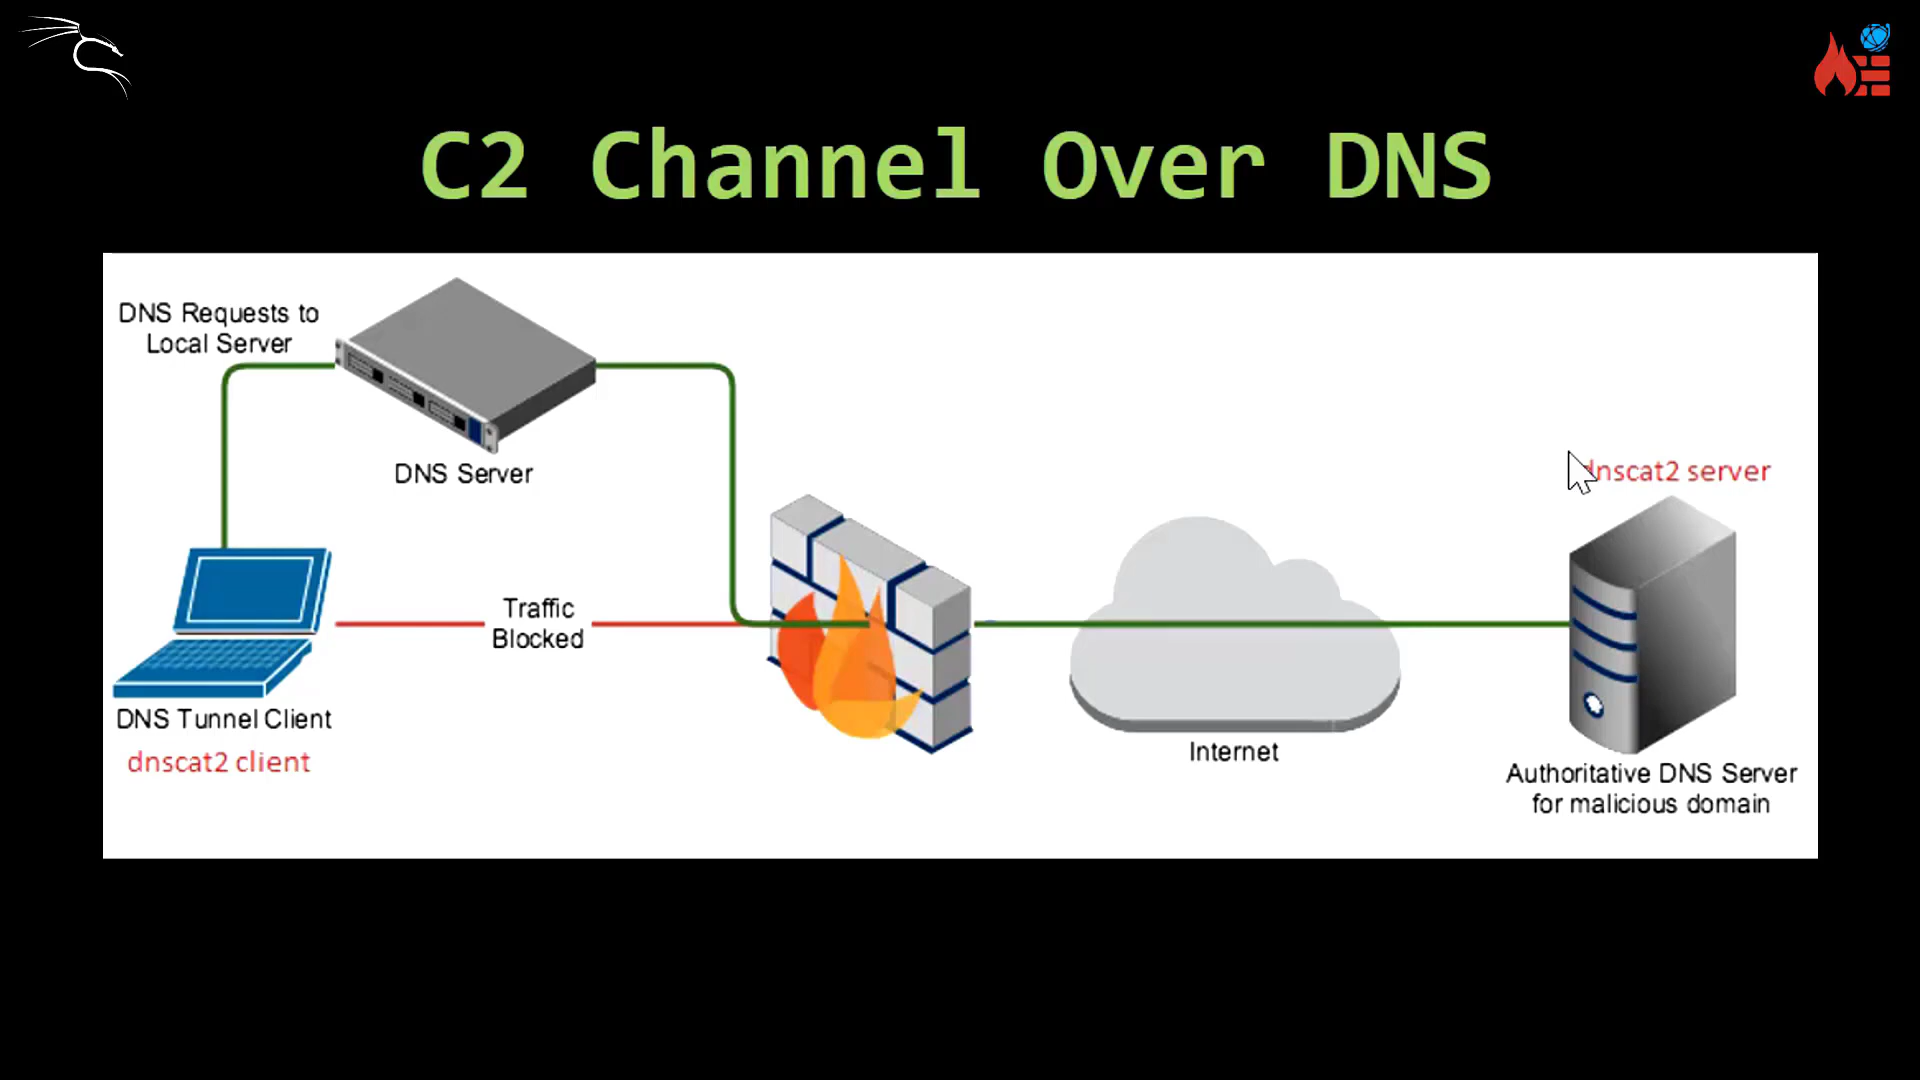 C2 Channel Over DNS
DNS Requests to
Local Server
DNS Server
dnscat2 server
Traffic
Blocked
DNS Tunnel Client
dnscat2 client
Internet
Authoritative DNS Server
for malicious domain